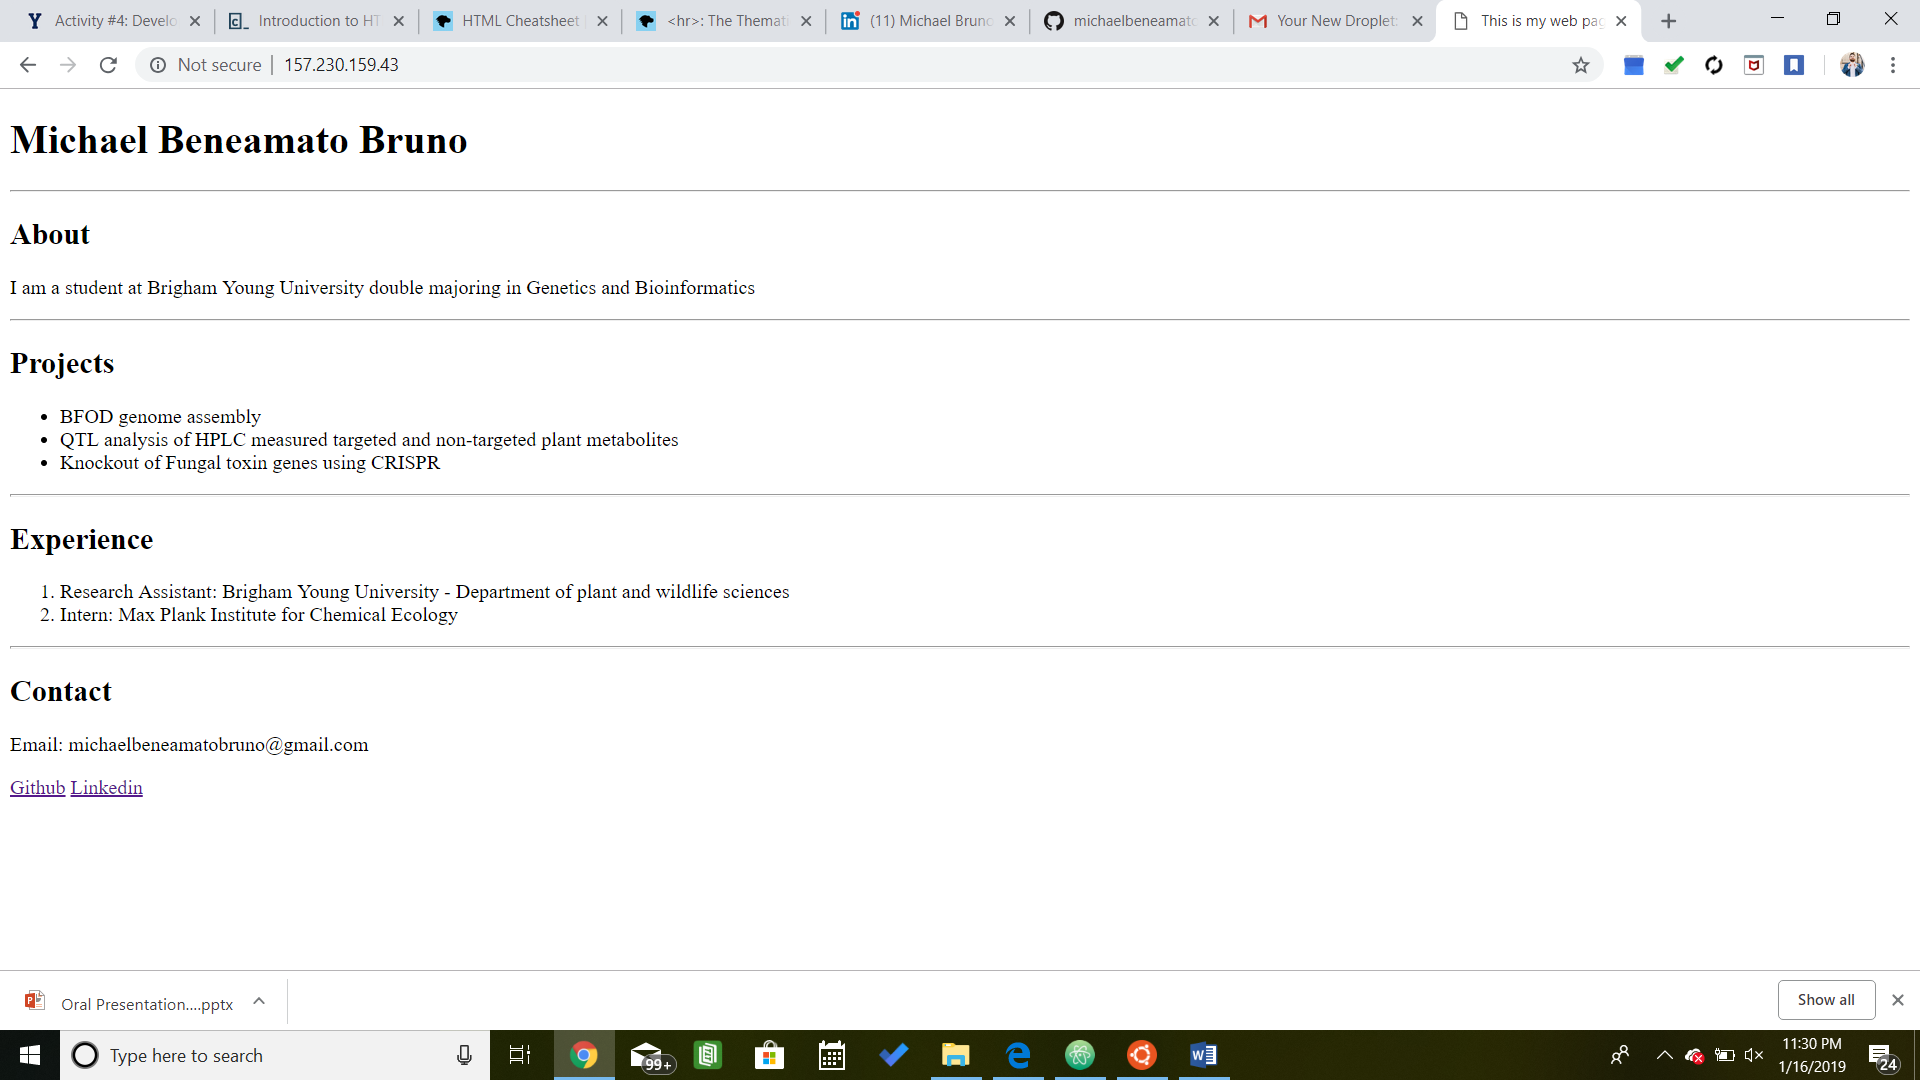 Activity #4: Develo
Introduction to HT
HTML Cheatsheet
<hr>: The Themati
(11) Michael Bruno
michaelbeneamato
Your New Droplet:
This is my web pag
Not secure | 157.230.159.43
Michael Beneamato Bruno
About
I am a student at Brigham Young University double majoring in Genetics and Bioinformatics
Projects
• BFOD genome assembly
• QTL analysis of HPLC measured targeted and non-targeted plant metabolites
• Knockout of Fungal toxin genes using CRISPR
Experience
1. Research Assistant: Brigham Young University - Department of plant and wildlife sciences
2. Intern: Max Plank Institute for Chemical Ecology
Contact
Email: michaelbeneamatobruno@gmail.com
Github Linkedin
Oral Presentation....pptx
Show all
Type here to search
99+
11:30 PM
1/16/2019
24